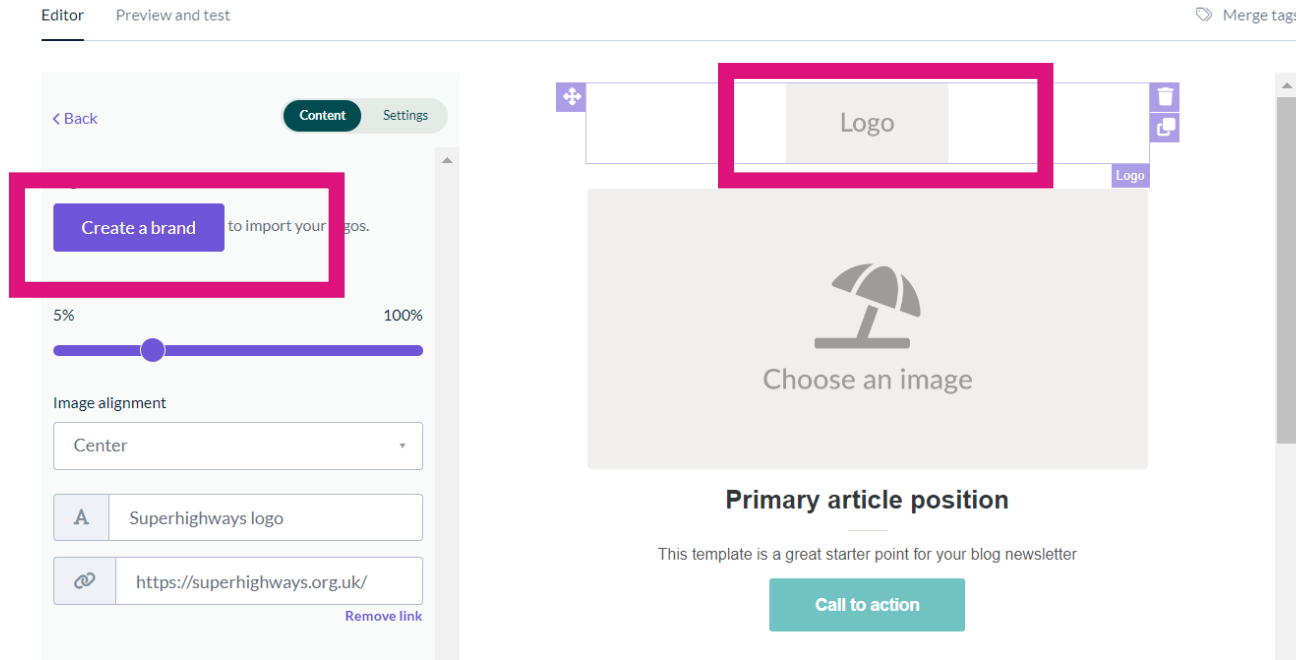 Editor Preview and test Merge tags
Back Content Settings
Create a brand to import your gos.
5% 100%
Image alignment
Center
A Superhighways logo
https://superhighways.org.uk/
Remove link
Logo
Logo
Choose an image
Primary article position
This template is a great starter point for your blog newsletter
Call to action